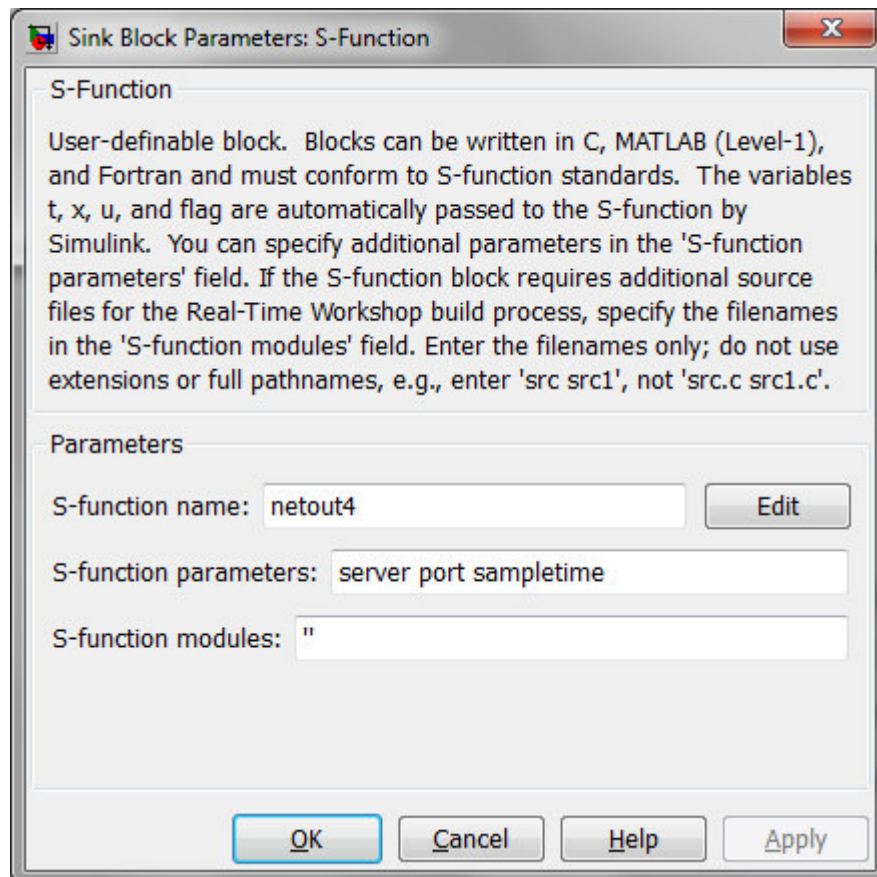 Sink Block Parameters: S-Function
S-Function
User-definable block.  Blocks can be written in C, MATLAB (Level-1),
and Fortran and must conform to S-function standards.  The variables
t, x, u, and flag are automatically passed to the S-function by
Simulink.  You can specify additional parameters in the 'S-function
parameters' field. If the S-function block requires additional source
files for the Real-Time Workshop build process, specify the filenames
in the 'S-function modules' field. Enter the filenames only; do not use
extensions or full pathnames, e.g., enter 'src src1', not 'src.c src1.c'.
Parameters
S-function name: netout4 Edit
S-function parameters: server port sampletime
S-function modules: ''
OK Cancel Help Apply